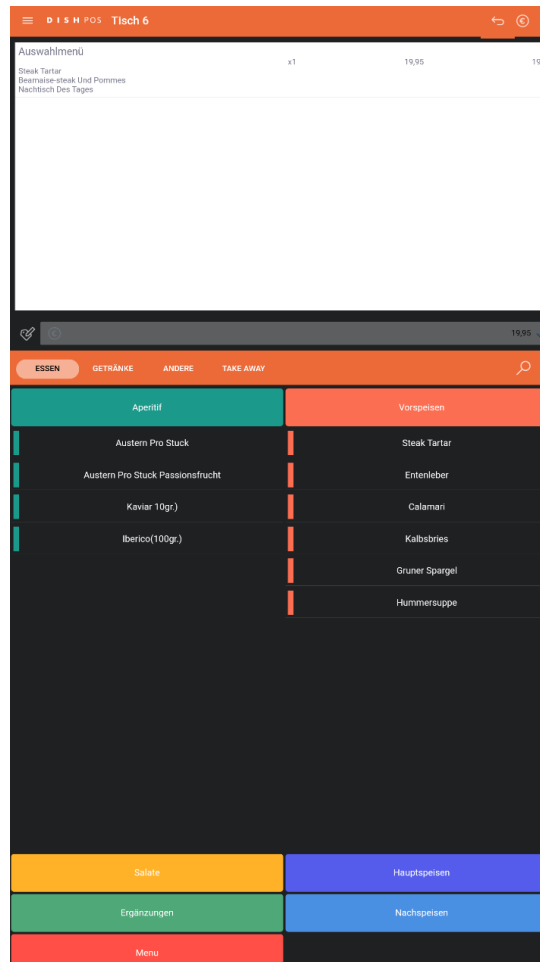 DISH POS Tisch 6
€
Auswahlmenü
x1 19,95 19
Steak Tartar
Bearnaise-steak Und Pommes
Nachtisch Des Tages
19,95
ESSEN GETRÄNKE ANDERE TAKE AWAY
Aperitif
Austern Pro Stuck
Austern Pro Stuck Passionsfrucht
Kaviar 10gr.)
Iberico(100gr.)
Vorspeisen
Steak Tartar
Entenleber
Calamari
Kalbsbries
Gruner Spargel
Hummersuppe
Salate
Hauptspeisen
Ergänzungen
Nachspeisen
Menu